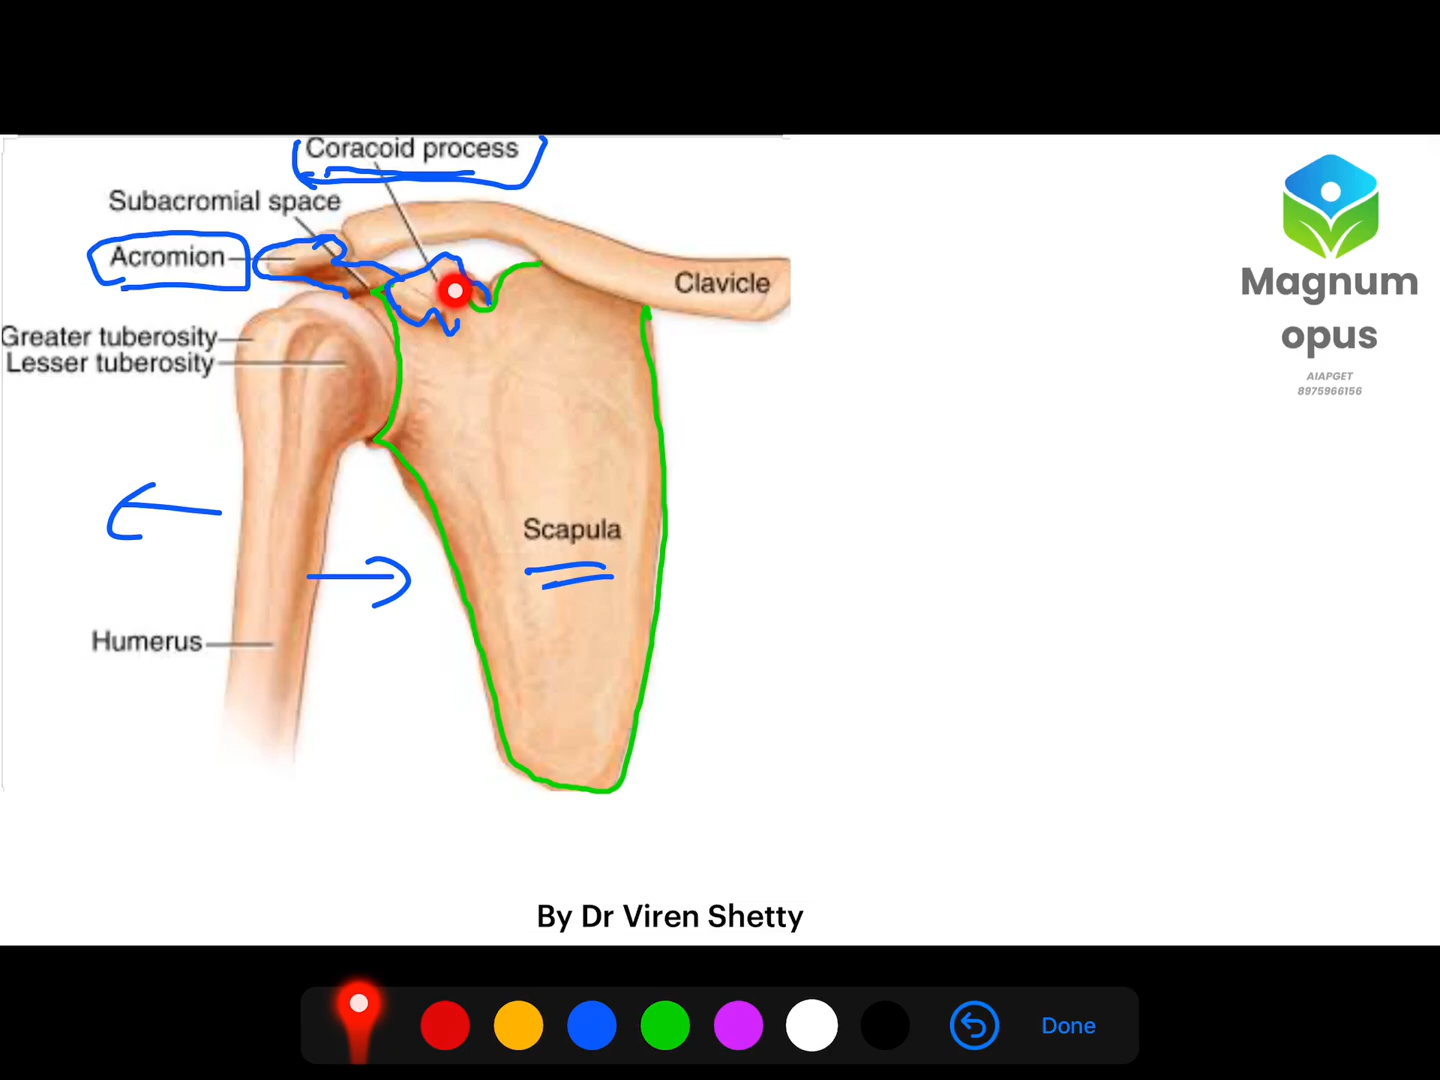 Coracoid process
Subacromial space
Acromion
Clavicle
Greater tuberosity
Lesser tuberosity
Scapula
Humerus
Magnum
opus
AIAPGET
8975966156
By Dr Viren Shetty
Done